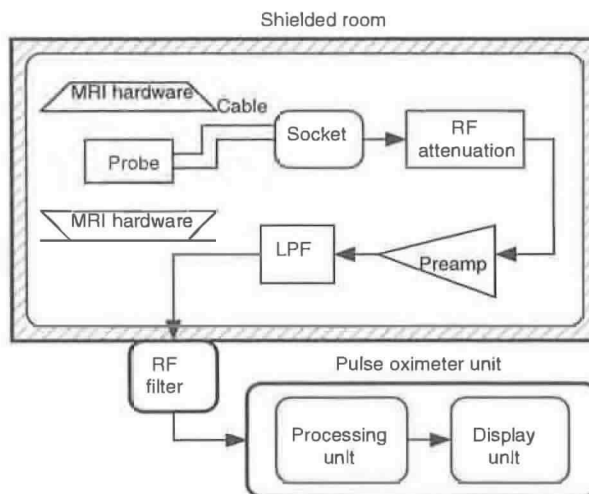 Shielded room
MRI hardware
Cable
Socket
RF
attenuation
Probe
MRI hardware
LPF
Preamp
RF
filter
Pulse oximeter unit
Processing
unit
Display
unit